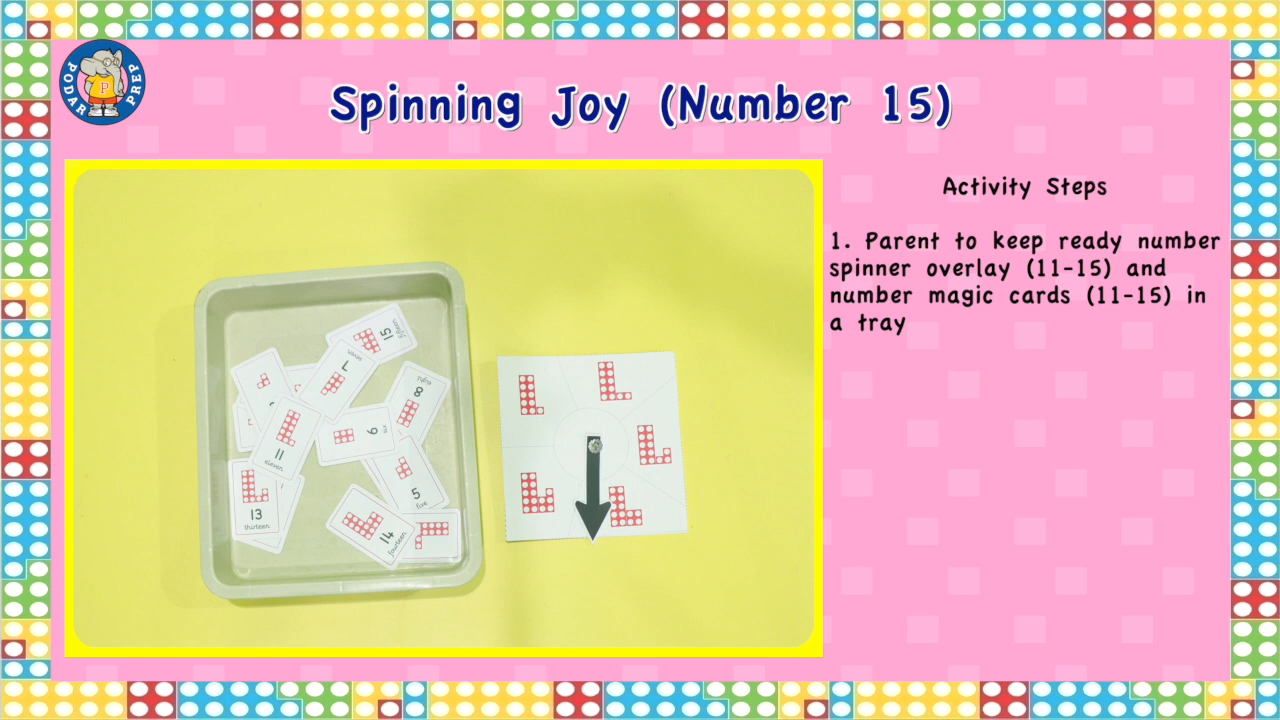 PODAR PREP
P
Spinning Joy (Number 15)
Activity Steps
1. Parent to keep ready number
spinner overlay (11-15) and
number magic cards (11-15) in
a tray
15
fifteen
7
seven
8
eight
6
six
11
eleven
5
five
13
thirteen
14
fourteen